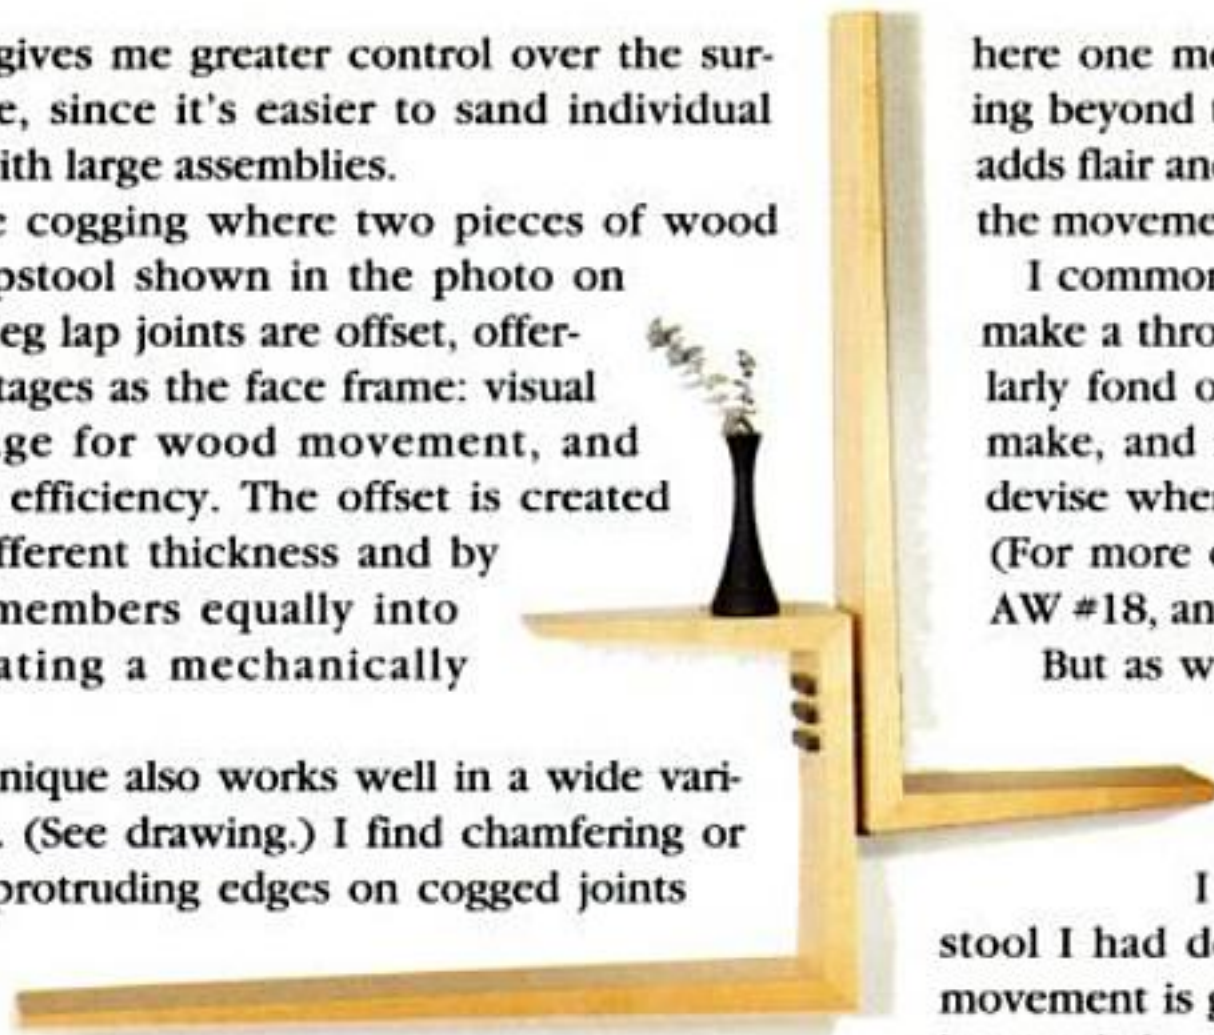 gives me greater control over the sur-
e, since it's easier to sand individual
ith large assemblies.
e cogging where two pieces of wood
pstool shown in the photo on
eg lap joints are offset, offer-
tages as the face frame: visual
ge for wood movement, and
efficiency. The offset is created
fferent thickness and by
members equally into
ating a mechanically
nique also works well in a wide vari-
. (See drawing.) I find chamfering or
protruding edges on cogged joints
here one mo
ing beyond t
adds flair and
the moveme
I common
make a thro
larly fond o
make, and
devise when
(For more
AW #18, an
But as w
I
stool I had d
movement is g